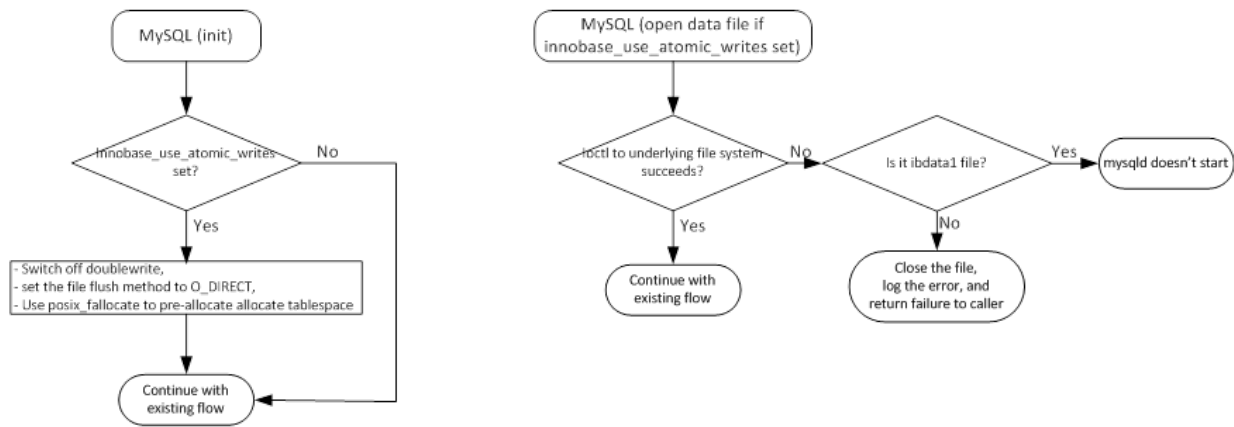 MySQL (init)
Innobase_use_atomic_writes
set?
No
Yes
- Switch off doublewrite,
- set the file flush method to O_DIRECT,
- Use posix_fallocate to pre-allocate allocate tablespace
Continue with
existing flow
MySQL (open data file if
innobase_use_atomic_writes set)
Ioctl to underlying file system
succeeds?
No
Yes
Continue with
existing flow
Is it ibdata1 file?
Yes
mysqld doesn't start
No
Close the file,
log the error, and
return failure to caller